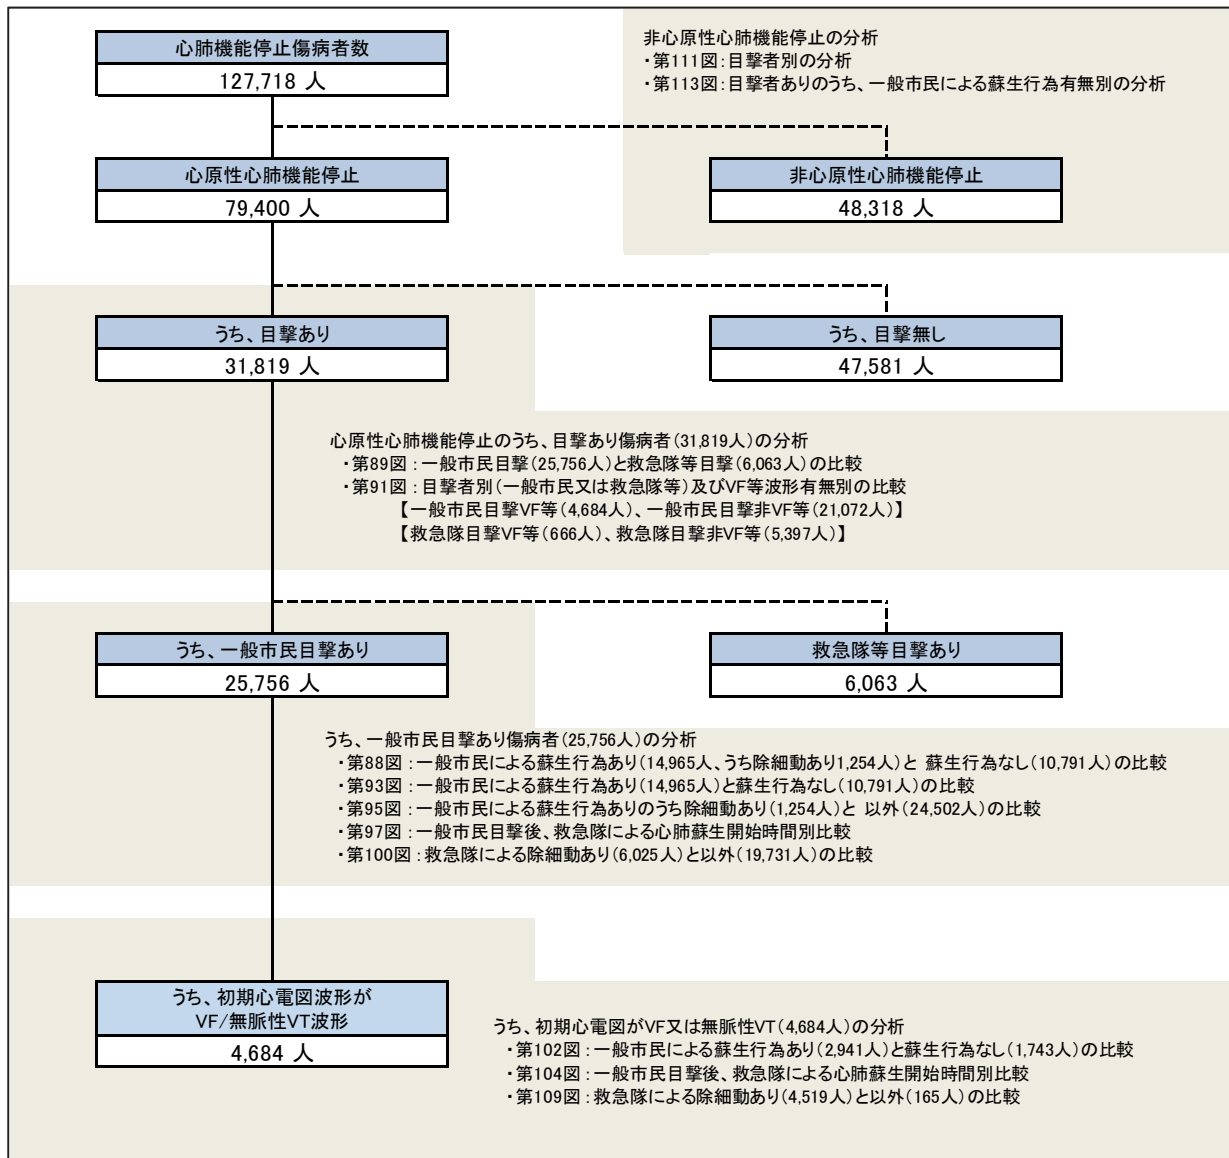 心肺機能停止傷病者数
127,718 人
非心原性心肺機能停止の分析
・第111図：目撃者別の分析
・第113図：目撃者ありのうち、一般市民による蘇生行為有無別の分析
心原性心肺機能停止
79,400 人
非心原性心肺機能停止
48,318 人
うち、目撃あり
31,819 人
うち、目撃無し
47,581 人
心原性心肺機能停止のうち、目撃あり傷病者（31,819人）の分析
・第89図：一般市民目撃（25,756人）と救急隊等目撃（6,063人）の比較
・第91図：目撃者別（一般市民又は救急隊等）及びVF等波形有無別の比較
【一般市民目撃VF等（4,684人）、一般市民目撃非VF等（21,072人）】
【救急隊目撃VF等（666人）、救急隊目撃非VF等（5,397人）】
うち、一般市民目撃あり
25,756 人
救急隊等目撃あり
6,063 人
うち、一般市民目撃あり傷病者（25,756人）の分析
・第88図：一般市民による蘇生行為あり（14,965人、うち除細動あり1,254人）と 蘇生行為なし（10,791人）の比較
・第93図：一般市民による蘇生行為あり（14,965人）と蘇生行為なし（10,791人）の比較
・第95図：一般市民による蘇生行為ありのうち除細動あり（1,254人）と 以外（24,502人）の比較
・第97図：一般市民目撃後、救急隊による心肺蘇生開始時間別比較
・第100図：救急隊による除細動あり（6,025人）と以外（19,731人）の比較
うち、初期心電図波形が
VF/無脈性VT波形
4,684 人
うち、初期心電図がVF又は無脈性VT（4,684人）の分析
・第102図：一般市民による蘇生行為あり（2,941人）と蘇生行為なし（1,743人）の比較
・第104図：一般市民目撃後、救急隊による心肺蘇生開始時間別比較
・第109図：救急隊による除細動あり（4,519人）と以外（165人）の比較